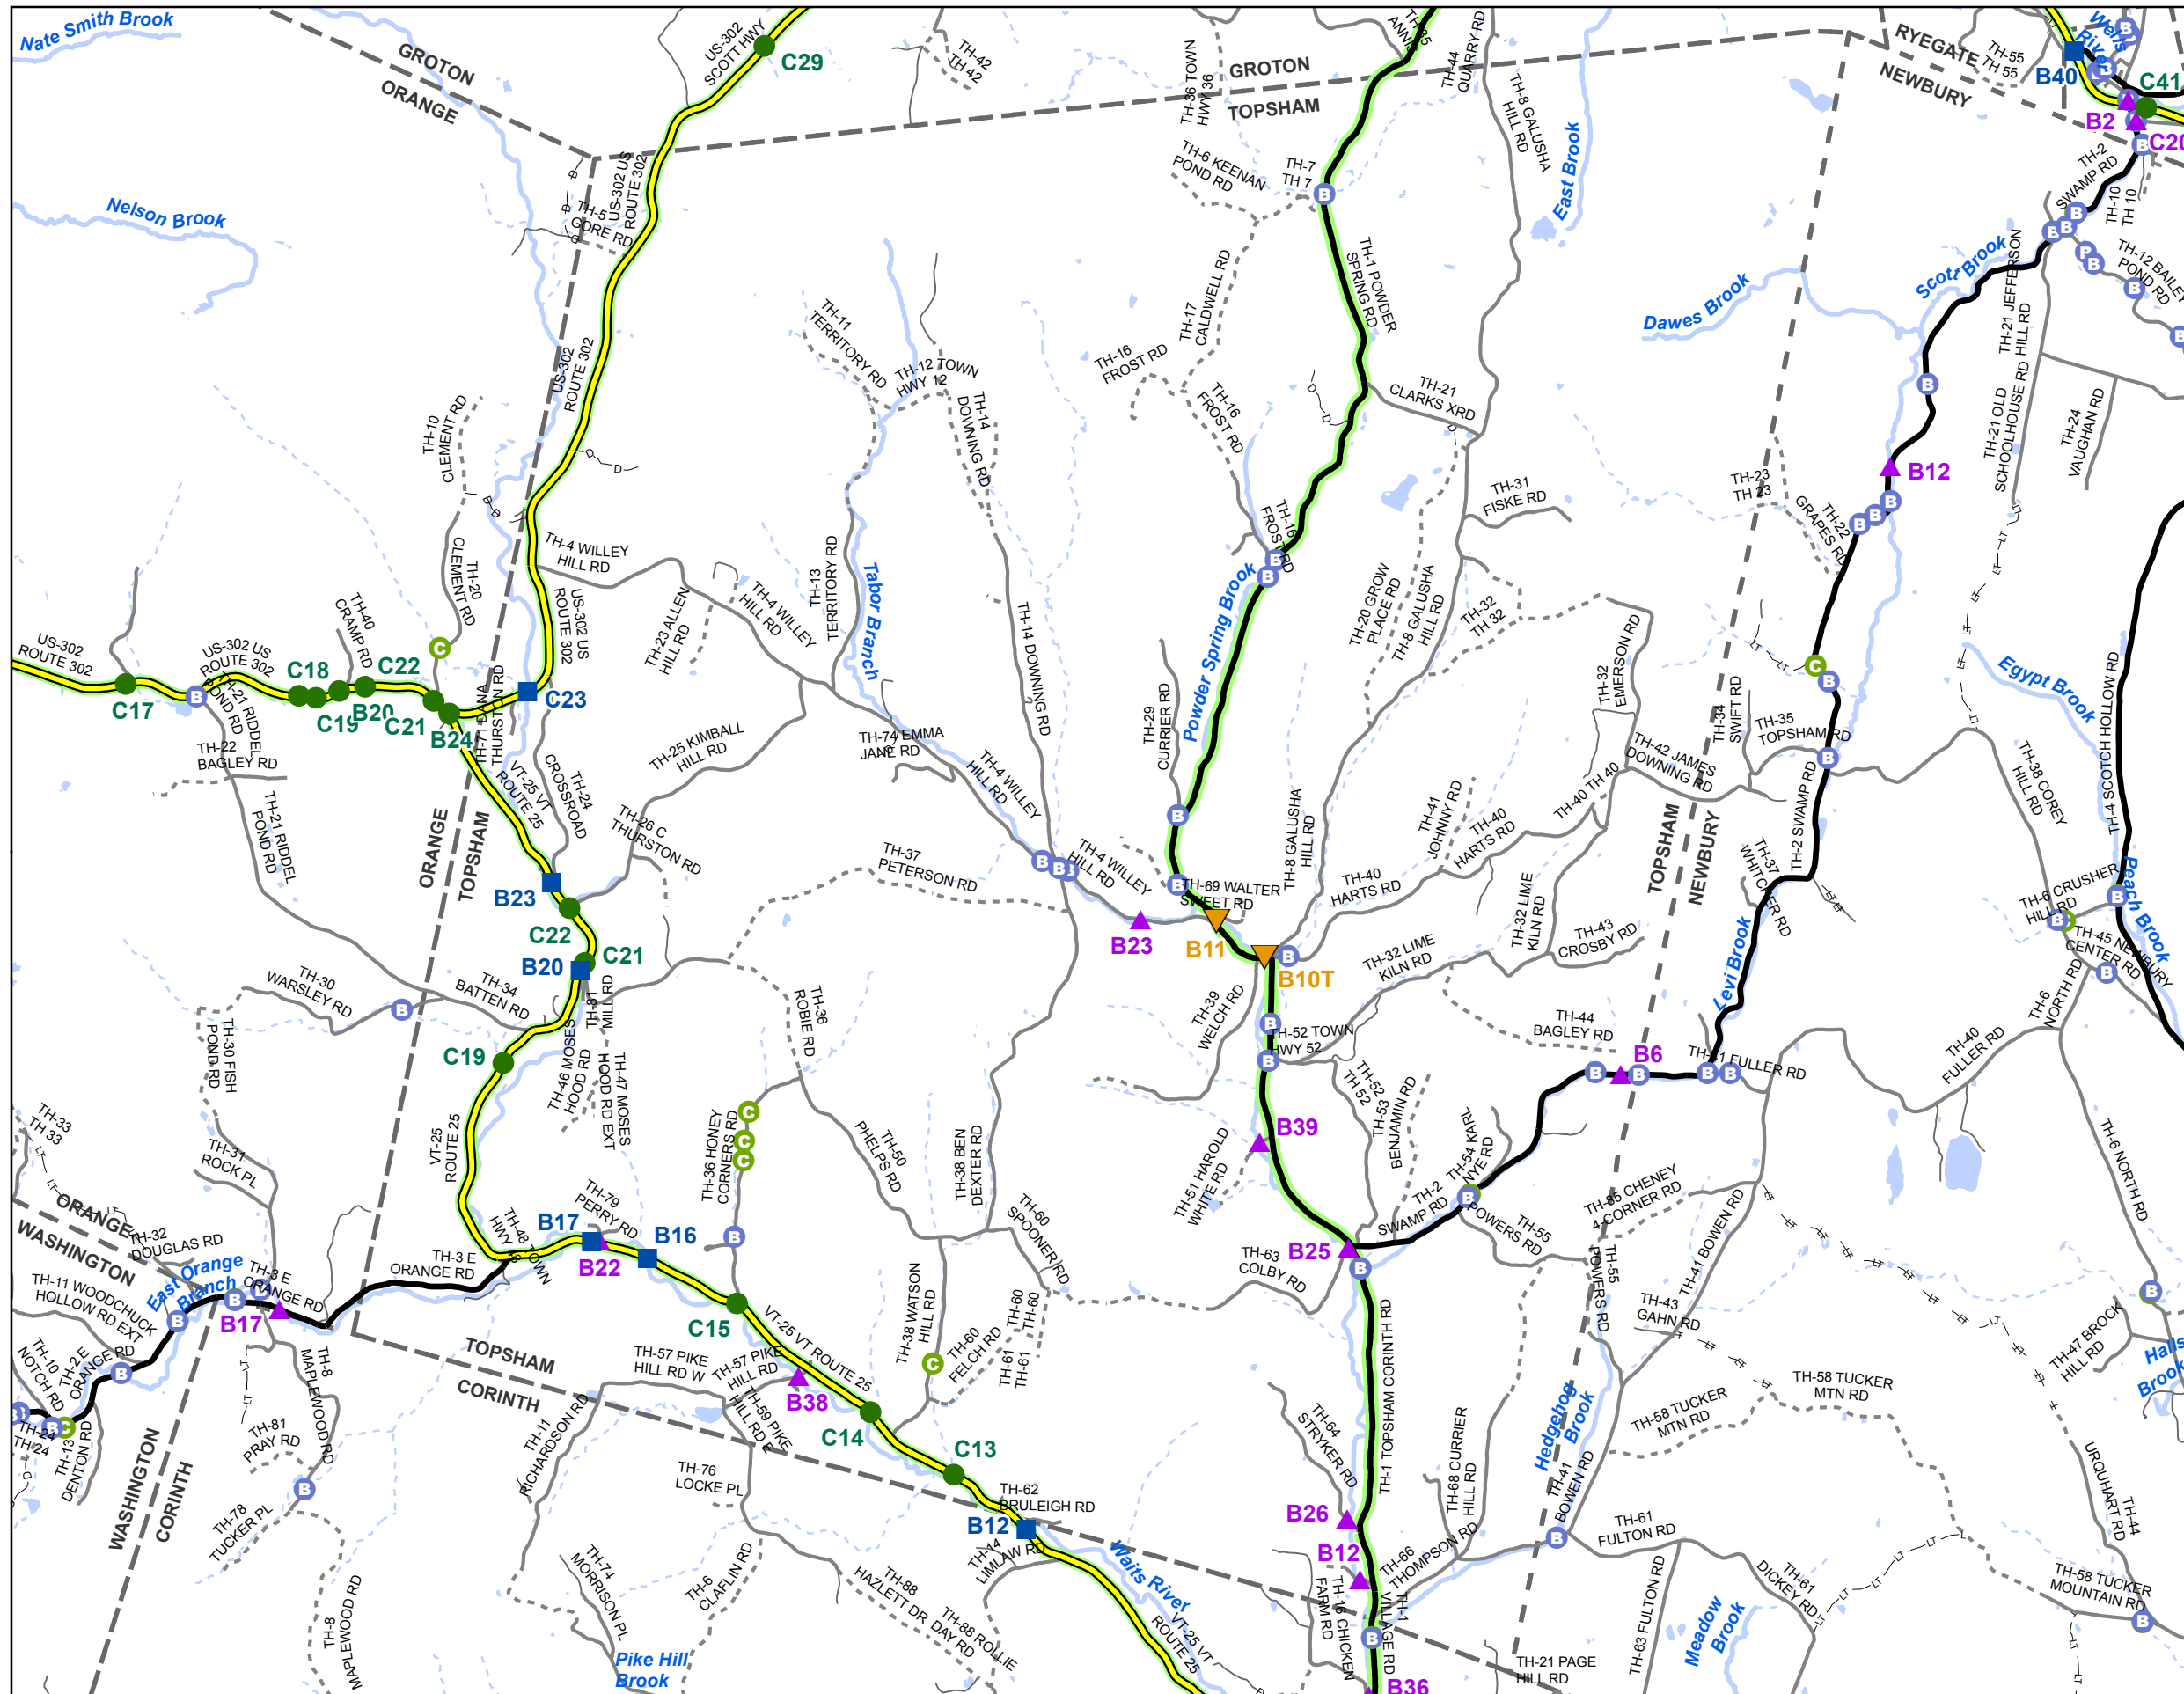 Nate Smith Brook
GROTON
ORANGE
US-302
SCOTT HWY
C29
TH-42
TH 42
TH-36 TOWN
HWY 36
GROTON
TOPSHAM
TH-44
QUARRY RD
TH-8 GALUSHA
HILL RD
East Brook
RYEGATE
NEWBURY
TH-55
TH 55
Wells
River
B40
C41
B2
C20
TH-2
SWAMP RD
TH-10
TH 10
TH-12 BAILEY
POND RD
Nelson Brook
TH-5
GORE RD
US-302 US
ROUTE 302
TH-6 KEENAN
POND RD
TH-7
TH 7
TH-1 POWDER
SPRING RD
TH-17
CALDWELL RD
Scott Brook
Dawes Brook
TH-21 JEFFERSON
HILL RD
TH-21 OLD
SCHOOLHOUSE RD
TH-24
VAUGHAN RD
US-302
ROUTE 302
TH-11
TERRITORY RD
TH-12 TOWN
HWY 12
TH-14
DOWNING RD
TH-16
FROST RD
TH-16
FROST RD
TH-21
CLARKS XRD
TH-10
CLEMENT RD
TH-31
FISKE RD
TH-23
TH 23
TH-22
GRAPES RD
B12
TH-16
FROST RD
TH-20
CLEMENT RD
TH-4 WILLEY
HILL RD
US-302 US
ROUTE 302
TH-23 ALLEN
HILL RD
TH-4 WILLEY
HILL RD
TH-13
TERRITORY RD
Tabor Branch
TH-14 DOWNING RD
Powder Spring Brook
TH-20 GROW
PLACE RD
TH-8 GALUSHA
HILL RD
TH-32
TH 32
TH-32
EMERSON RD
US-302
ROUTE 302
US-302 US
ROUTE 302
TH-40
CRAMP RD
C17
C18
C19
B20
C22
C21
B24
C23
TH-71 DANA
THURSTON RD
TH-21 RIDDEL
POND RD
TH-22
BAGLEY RD
TH-21 RIDDEL
POND RD
VT-25 VT
ROUTE 25
TH-24
CROSSROAD
TH-25 KIMBALL
HILL RD
TH-26 C
THURSTON RD
TH-74 EMMA
JANE RD
TH-4 WILLEY
HILL RD
TH-29
CURRIER RD
TH-34
SWIFT RD
TH-35
TOPSHAM RD
TH-42 JAMES
DOWNING RD
TH-40 TH 40
TH-41
JOHNNY RD
TH-40
HARTS RD
TH-8 GALUSHA
HILL RD
Egypt Brook
TH-38 COREY
HILL RD
TH-4 SCOTCH HOLLOW RD
ORANGE
TOPSHAM
B23
C22
B20
C21
TH-37
PETERSON RD
TH-4 WILLEY
HILL RD
TH-69 WALTER
SWEET RD
B23
B11
B10T
TH-40
HARTS RD
TH-32 LIME
KILN RD
TH-32 LIME
KILN RD
TH-43
CROSBY RD
TOPSHAM
NEWBURY
TH-37
WHITCHER RD
TH-2 SWAMP RD
Levi Brook
TH-6 CRUSHER
HILL RD
Peach Brook
TH-45 NEWBURY
CENTER RD
TH-6
NORTH RD
TH-30
WARSLEY RD
TH-34
BATTEN RD
TH-81
MILL RD
TH-36
ROBIE RD
TH-39
WELCH RD
TH-52 TOWN
HWY 52
TH-44
BAGLEY RD
B6
TH-41 FULLER RD
TH-40
FULLER RD
TH-30 FISH
POND RD
C19
TH-46 MOSES
HOOD RD
TH-47 MOSES
HOOD RD EXT
TH-33
TH 33
TH-31
ROCK PL
VT-25
ROUTE 25
TH-36 HONEY
CORNERS RD
TH-50
PHELPS RD
TH-38 BEN
DEXTER RD
TH-60
SPOONER RD
TH-51 HAROLD
WHITE RD
B39
TH-52
TH 52
TH-53
BENJAMIN RD
TH-54 KARL
NYE RD
TH-2
SWAMP RD
TH-55
POWERS RD
TH-85 CHENEY
4 CORNER RD
TH-55
POWERS RD
TH-41 BOWEN RD
TH-6 NORTH RD
ORANGE
WASHINGTON
TH-32
DOUGLAS RD
TH-11 WOODCHUCK
HOLLOW RD EXT
East Orange
Branch
TH-3 E
ORANGE RD
B17
TH-3 E
ORANGE RD
TH-48 TOWN
HWY 48
TH-79
PERRY RD
B17
B22
B16
C15
B25
TH-63
COLBY RD
TH-10
NOTCH RD
TH-2 E
ORANGE RD
TH-24
TH-24
TH-13
DENTON RD
TH-8
MAPLEWOOD RD
TH-81
PRAY RD
TH-78
TUCKER PL
WASHINGTON
CORINTH
TOPSHAM
CORINTH
TH-11
RICHARDSON RD
TH-57 PIKE
HILL RD W
TH-57 PIKE
HILL RD
TH-59 PIKE
HILL RD E
VT-25 VT ROUTE 25
B38
C14
C13
TH-38 WATSON
HILL RD
TH-60
FELCH RD
TH-61
TH-61
TH-60
TH-60
TH-1 TOPSHAM CORINTH RD
TH-64
STRYKER RD
TH-68 CURRIER
HILL RD
Hedgehog
Brook
TH-43
GAHN RD
TH-58 TUCKER
MTN RD
TH-58 TUCKER
MTN RD
TH-47 BROCK
HILL RD
Halls
Brook
TH-44
URQUHART RD
TH-76
LOCKE PL
TH-62
BRULEIGH RD
B12
TH-14
LIMLAW RD
Waits River
B26
B12
TH-66
THOMPSON RD
TH-41
BOWEN RD
TH-61
FULTON RD
TH-61
DICKEY RD
TH-63 FULTON RD
Meadow
Brook
TH-58 TUCKER
MOUNTAIN RD
TH-8
MAPLEWOOD RD
TH-74
MORRISON PL
TH-6
CLAFLIN RD
TH-88
HAZLETT DR
TH-88 ROLLIE
DAY RD
VT-25 VT
ROUTE 25
TH-16 CHICKEN
FARM RD
TH-1
VILLAGE RD
TH-21 PAGE
HILL RD
Pike Hill
Brook
B36